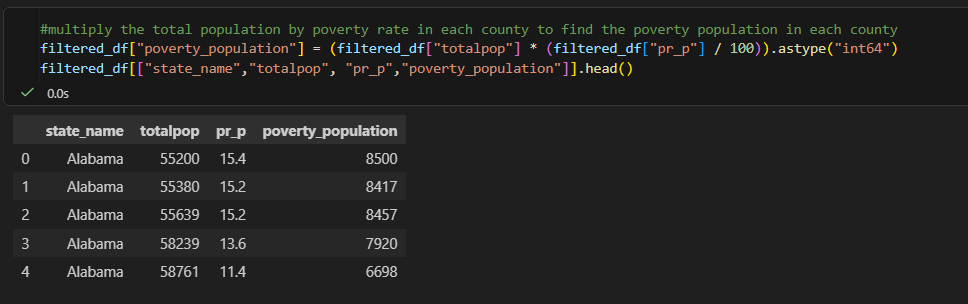 #multiply the total population by poverty rate in each county to find the poverty population in each county
filtered_df["poverty_population"] = (filtered_df["totalpop"] * (filtered_df["pr_p"] / 100)).astype("int64")
filtered_df[["state_name","totalpop", "pr_p","poverty_population"]].head()
0.0s
state_name totalpop pr_p poverty_population
0 Alabama 55200 15.4 8500
1 Alabama 55380 15.2 8417
2 Alabama 55639 15.2 8457
3 Alabama 58239 13.6 7920
4 Alabama 58761 11.4 6698